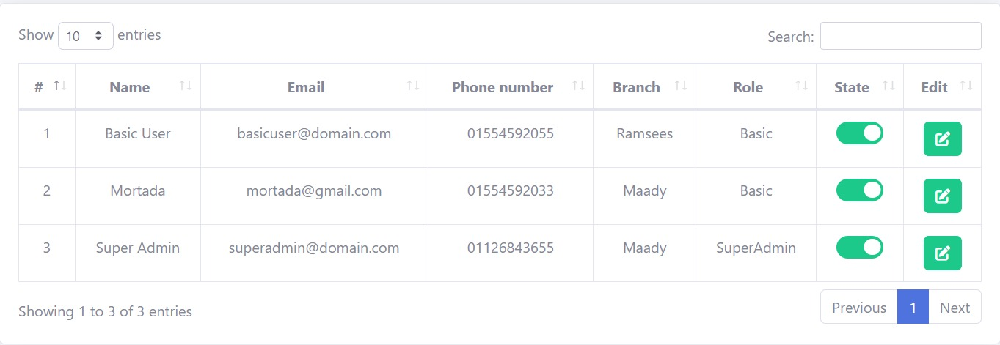 Show 10 entries
Search:
# Name Email Phone number Branch Role State Edit
1 Basic User basicuser@domain.com 01554592055 Ramsees Basic
2 Mortada mortada@gmail.com 01554592033 Maady Basic
3 Super Admin superadmin@domain.com 01126843655 Maady SuperAdmin
Showing 1 to 3 of 3 entries
Previous 1 Next